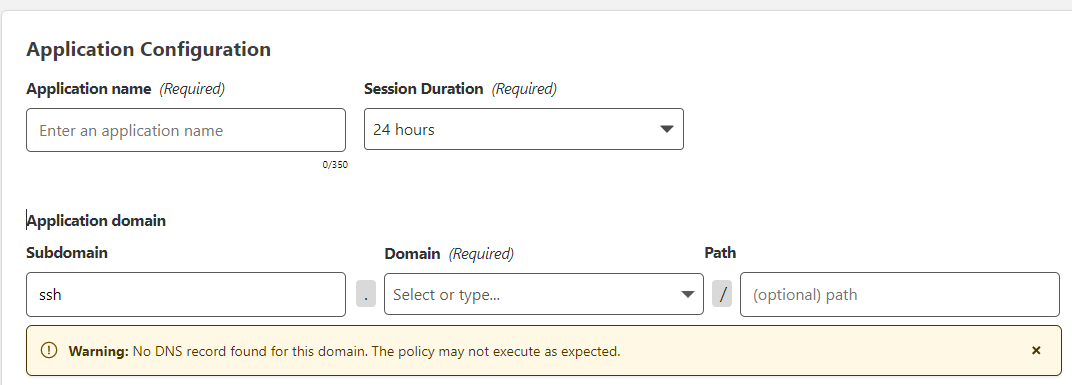 Application Configuration
Application name (Required)
Session Duration (Required)
Enter an application name
24 hours
0/350
Application domain
Subdomain
Domain (Required)
Path
ssh
.
Select or type...
/
(optional) path
Warning: No DNS record found for this domain. The policy may not execute as expected.
×